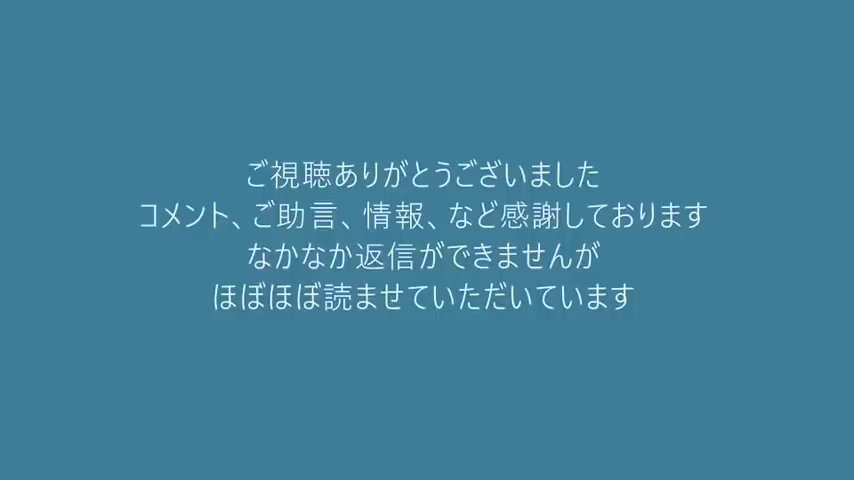 ご視聴ありがとうございました
コメント、ご助言、情報、など感謝しております
なかなか返信ができませんが
ほぼほぼ読ませていただいています